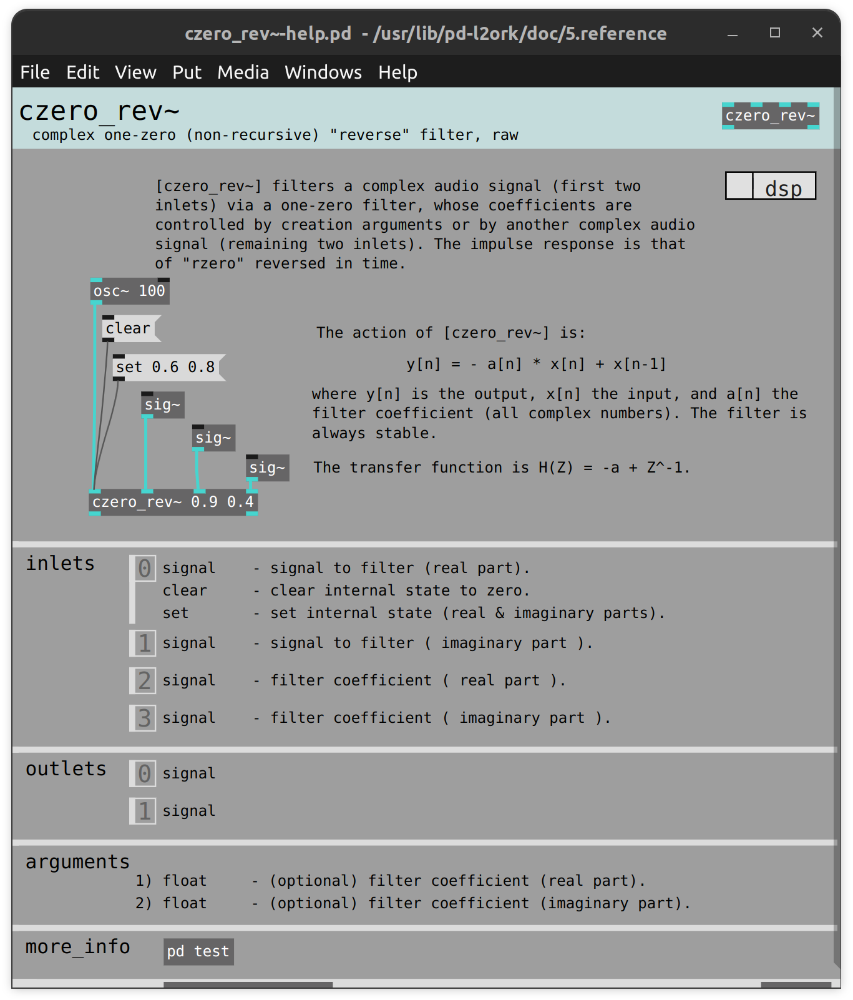 czero_rev~-help.pd - /usr/lib/pd-l2ork/doc/5.reference
File Edit View Put Media Windows Help
czero_rev~
czero_rev~
complex one-zero (non-recursive) "reverse" filter, raw
[czero_rev~] filters a complex audio signal (first two
inlets) via a one-zero filter, whose coefficients are
controlled by creation arguments or by another complex audio
signal (remaining two inlets). The impulse response is that
of "rzero" reversed in time.
dsp
osc~ 100
clear
set 0.6 0.8
sig~
sig~
sig~
czero_rev~ 0.9 0.4
The action of [czero_rev~] is:
y[n] = - a[n] * x[n] + x[n-1]
where y[n] is the output, x[n] the input, and a[n] the
filter coefficient (all complex numbers). The filter is
always stable.
The transfer function is H(Z) = -a + Z^-1.
inlets
0 signal - signal to filter (real part).
clear - clear internal state to zero.
set - set internal state (real & imaginary parts).
1 signal - signal to filter ( imaginary part ).
2 signal - filter coefficient ( real part ).
3 signal - filter coefficient ( imaginary part ).
outlets
0 signal
1 signal
arguments
1) float - (optional) filter coefficient (real part).
2) float - (optional) filter coefficient (imaginary part).
more_info pd test